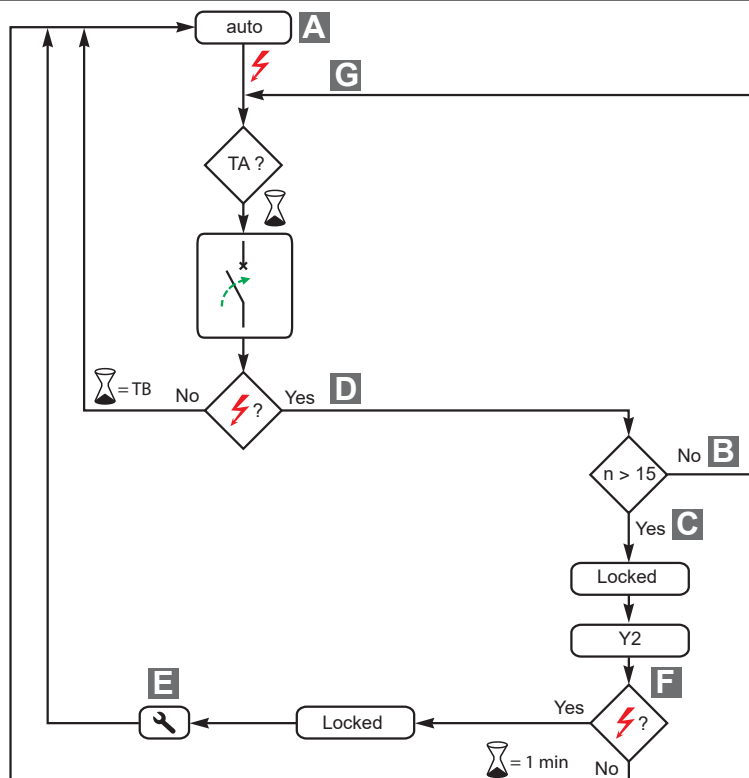 auto
A
G
TA ?
= TB
No
?
Yes
D
n > 15
No
B
Yes
C
Locked
Y2
E
F
Yes
?
Locked
= 1 min
No